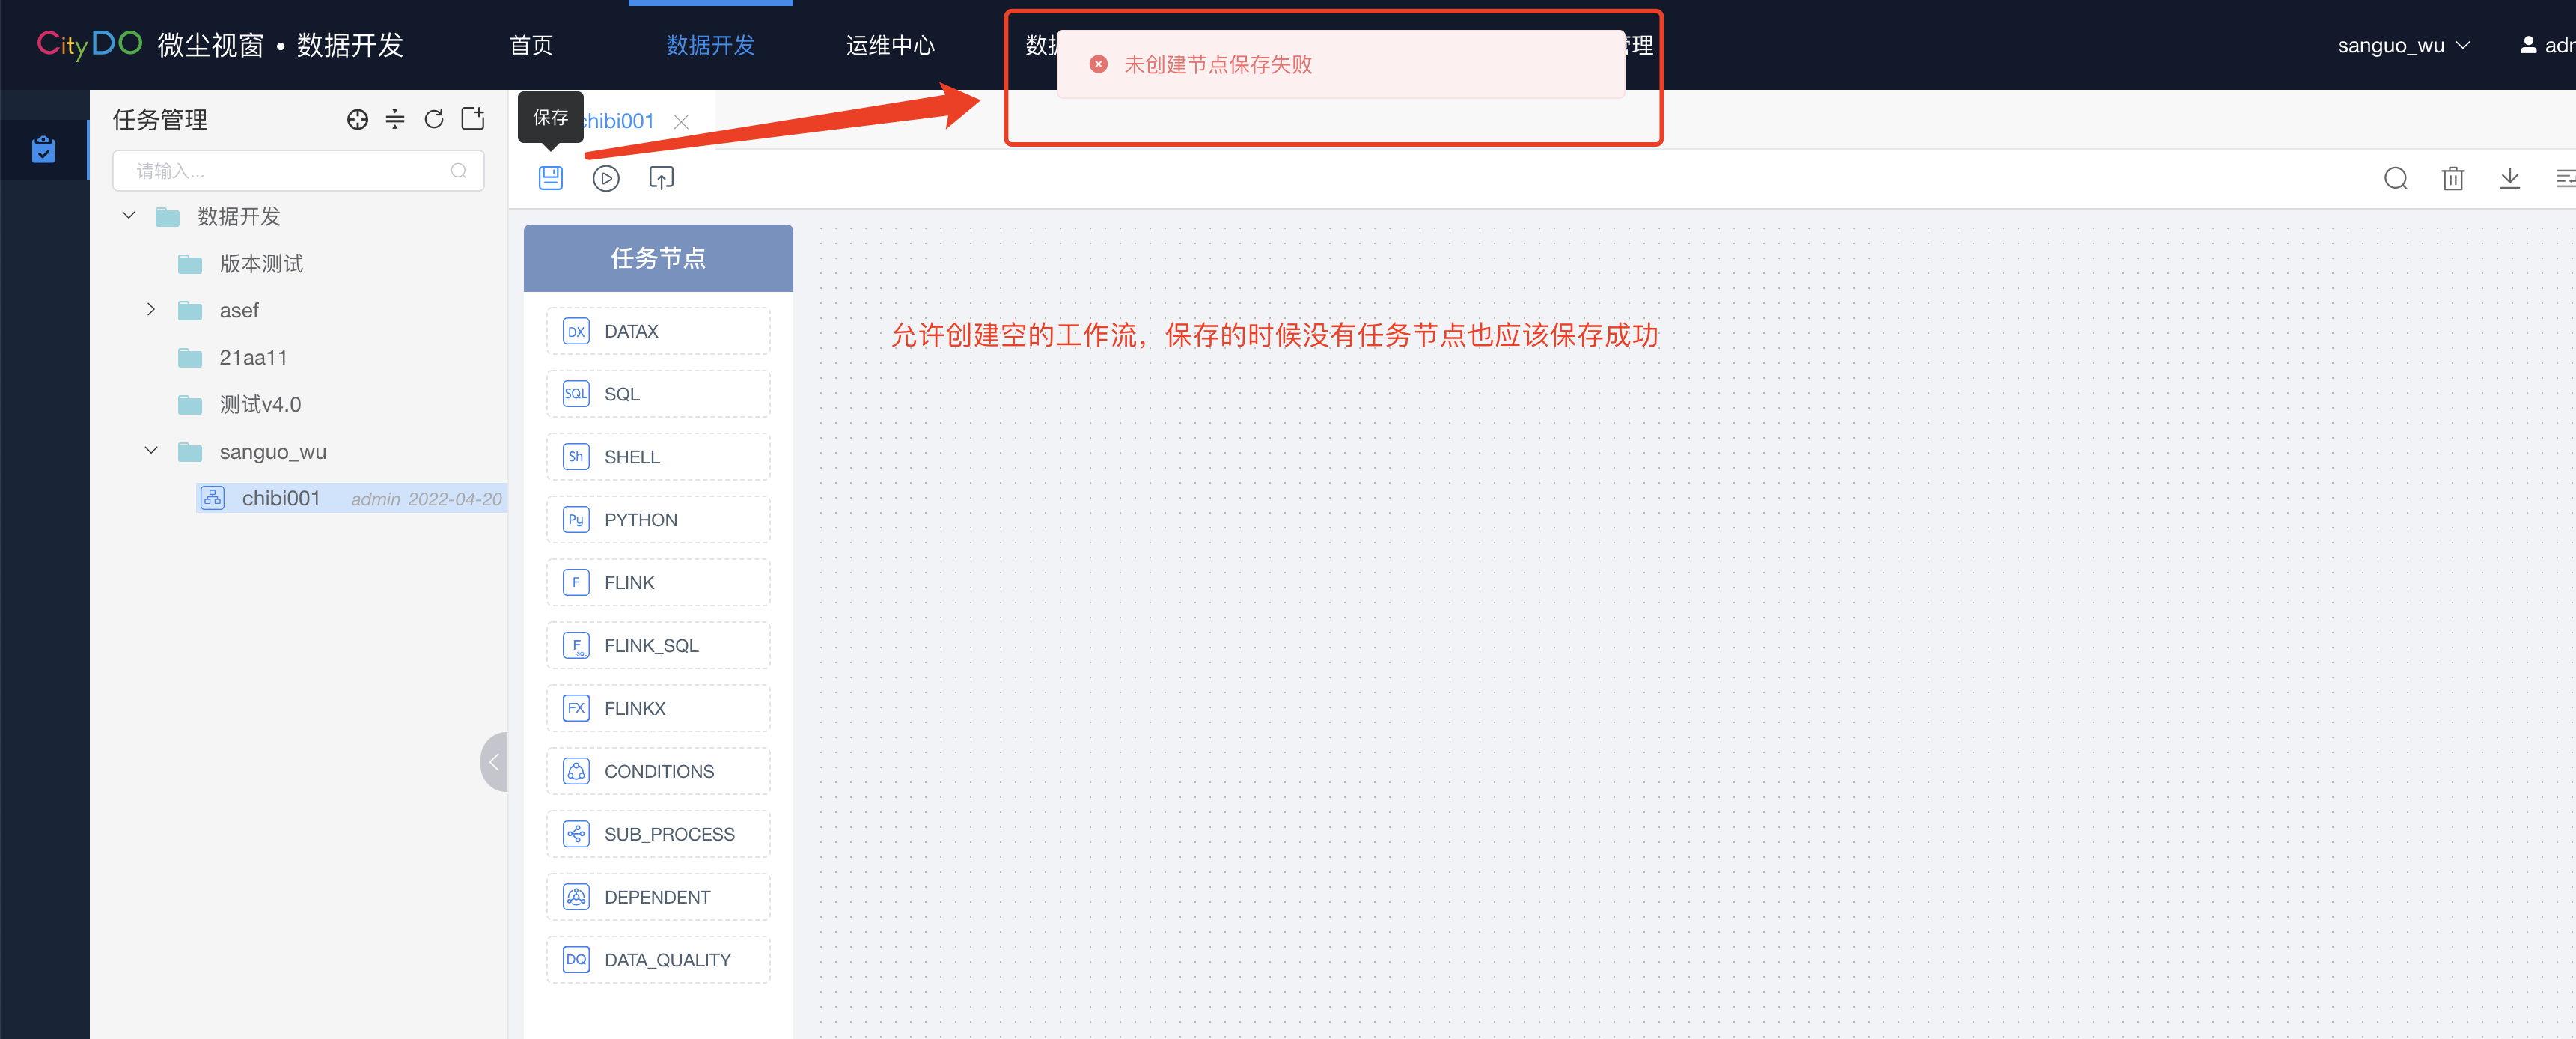 CityDO 微尘视窗 • 数据开发
首页
数据开发
运维中心
数据
管理
sanguo_wu
adm
未创建节点保存失败
任务管理
保存
chibi001
请输入...
数据开发
版本测试
asef
21aa11
测试v4.0
sanguo_wu
chibi001 admin 2022-04-20
任务节点
DX DATAX
SQL SQL
Sh SHELL
Py PYTHON
F FLINK
F SQL FLINK_SQL
FX FLINKX
CONDITIONS
SUB_PROCESS
DEPENDENT
DQ DATA_QUALITY
允许创建空的工作流，保存的时候没有任务节点也应该保存成功